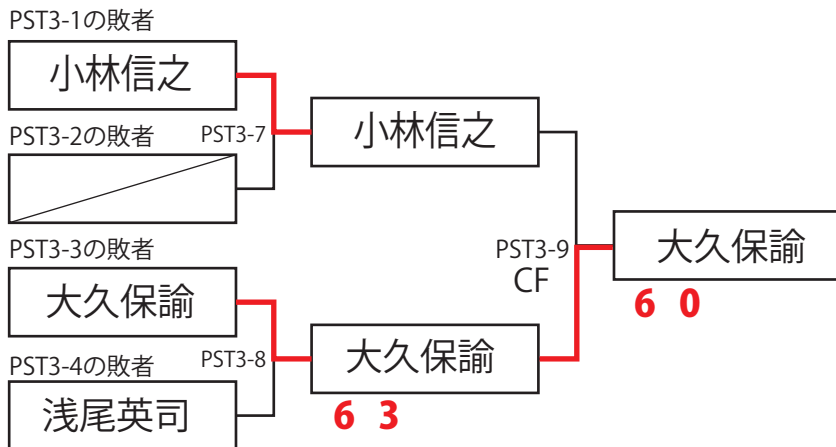 PST3-1の敗者
小林信之
PST3-2の敗者
PST3-7
小林信之
PST3-3の敗者
大久保諭
PST3-4の敗者
PST3-8
浅尾英司
大久保諭
6 3
PST3-9
CF
大久保諭
6 0